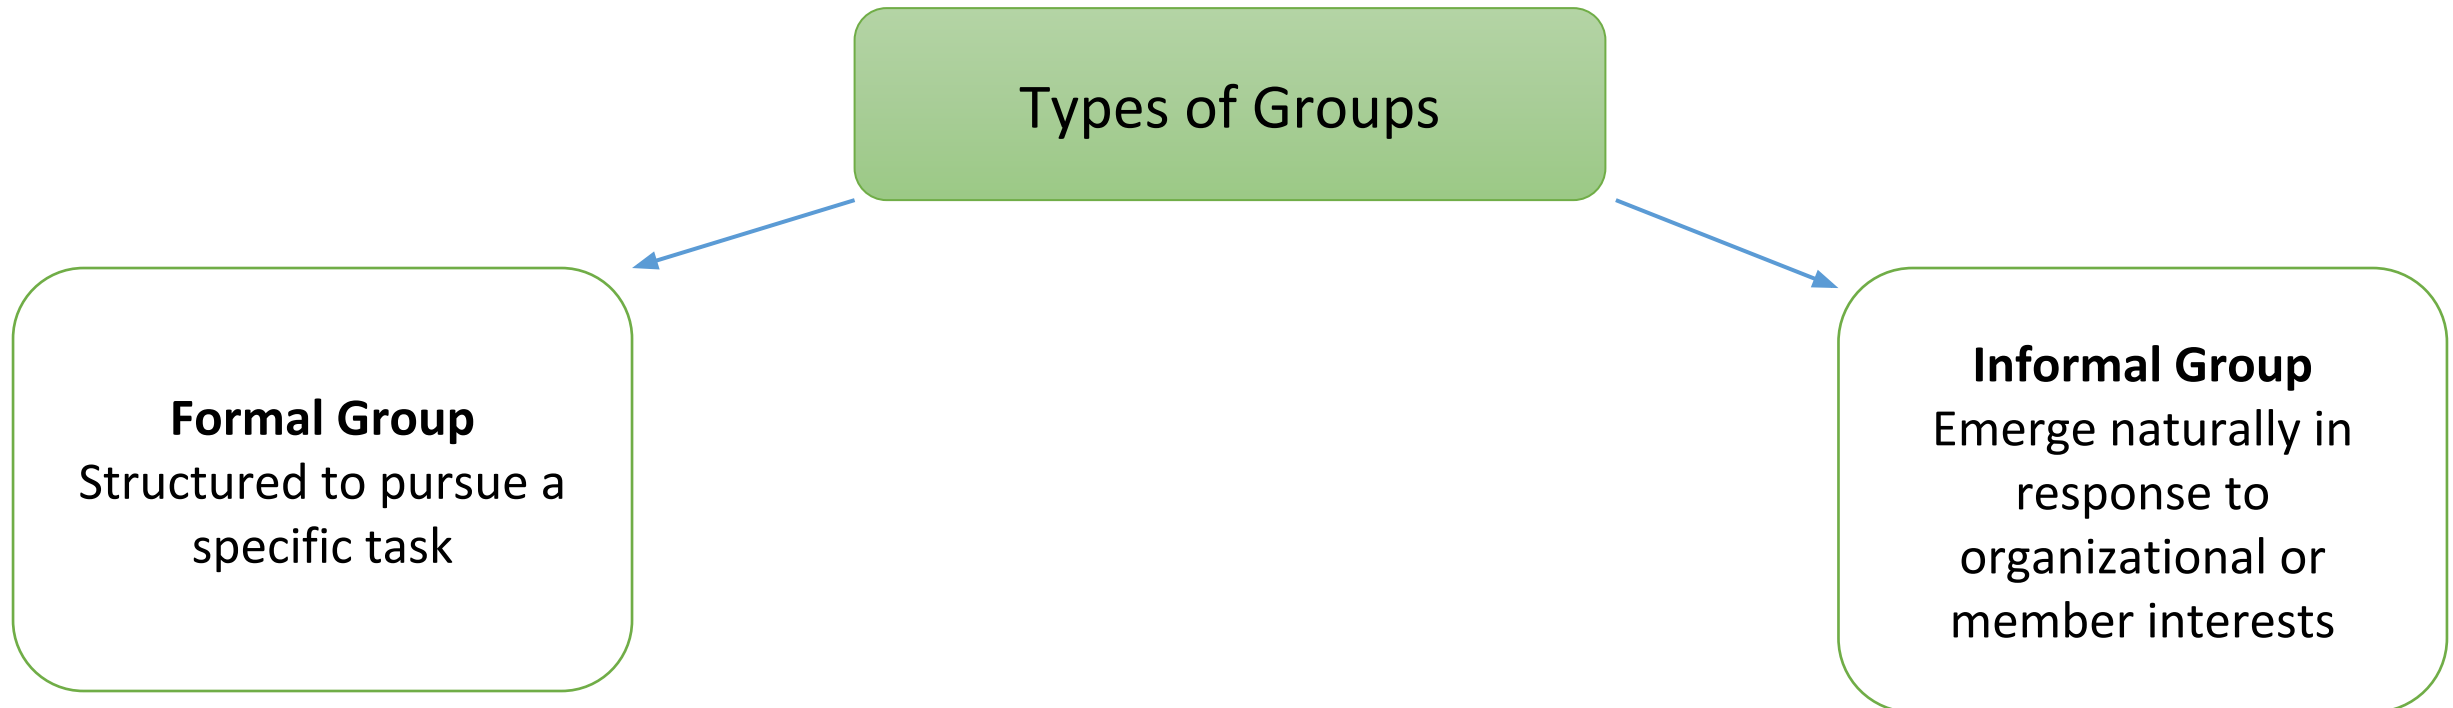 Types of Groups
Formal Group
Structured to pursue a
specific task
Informal Group
Emerge naturally in
response to
organizational or
member interests